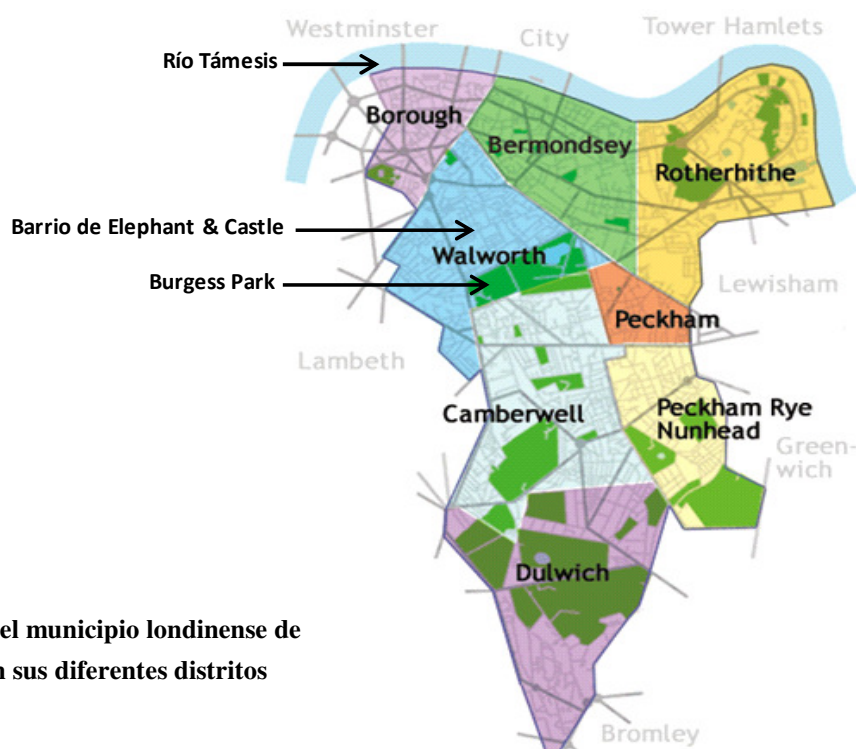 Westminster
City
Tower Hamlets
Río Támesis
Borough
Bermondsey
Rotherhithe
Barrio de Elephant & Castle
Walworth
Burgess Park
Lewisham
Peckham
Lambeth
Camberwell
Peckham Rye
Nunhead
Green-
wich
Dulwich
el municipio londinense de
n sus diferentes distritos
Bromley